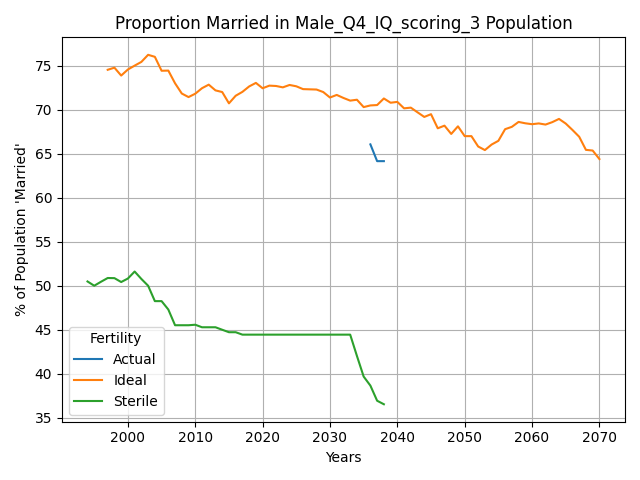 Proportion Married in Male_Q4_IQ_scoring_3 Population
% of Population 'Married'
75
70
65
60
55
50
45
40
35
Fertility
Actual
Ideal
Sterile
2000 2010 2020 2030 2040 2050 2060 2070
Years